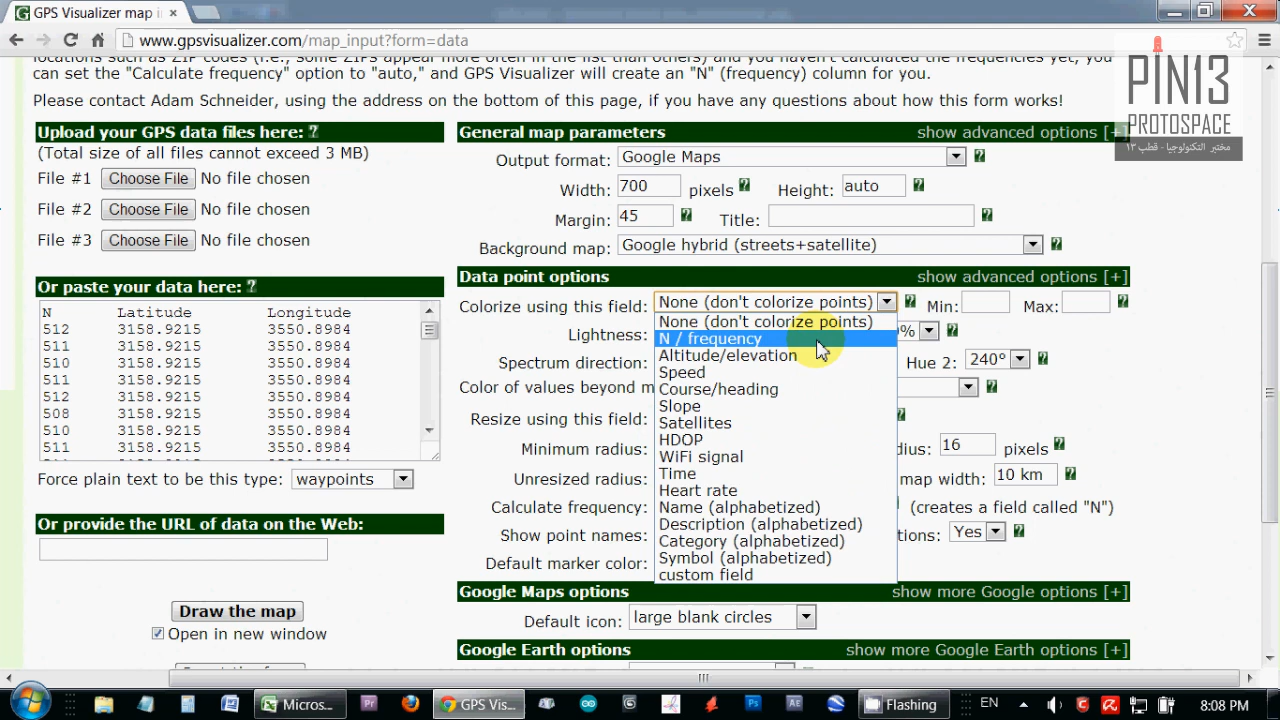 GPS Visualizer map in
www.gpsvisualizer.com/map_input?form=data
locations such as ZIP codes (i.e., some ZIPs appear more often in the list than others) and you haven't calculated the frequencies yet, you
can set the "Calculate frequency" option to "auto," and GPS Visualizer will create an "N" (frequency) column for you.
Please contact Adam Schneider, using the address on the bottom of this page, if you have any questions about how this form works!
PIN13
PROTOSPACE
مختبر التكنولوجيا - قطب ١٣
Upload your GPS data files here: ?
(Total size of all files cannot exceed 3 MB)
File #1 Choose File No file chosen
File #2 Choose File No file chosen
File #3 Choose File No file chosen
Or paste your data here: ?
N Latitude Longitude
512 3158.9215 3550.8984
511 3158.9215 3550.8984
510 3158.9215 3550.8984
511 3158.9215 3550.8984
512 3158.9215 3550.8984
508 3158.9215 3550.8984
510 3158.9215 3550.8984
511 3158.9215 3550.8984
Force plain text to be this type: waypoints
Or provide the URL of data on the Web:
Draw the map
Open in new window
General map parameters show advanced options [+]
Output format: Google Maps ?
Width: 700 pixels ? Height: auto ?
Margin: 45 ? Title: ?
Background map: Google hybrid (streets+satellite) ?
Data point options show advanced options [+]
Colorize using this field: None (don't colorize points) ? Min: Max: ?
Lightness: % ?
Spectrum direction: Hue 2: 240° ?
Color of values beyond m ?
Resize using this field: ?
Minimum radius: dius: 16 pixels ?
Unresized radius: map width: 10 km ?
Calculate frequency: (creates a field called "N")
Show point names: tions: Yes ?
Default marker color:
None (don't colorize points)
N / frequency
Altitude/elevation
Speed
Course/heading
Slope
Satellites
HDOP
WiFi signal
Time
Heart rate
Name (alphabetized)
Description (alphabetized)
Category (alphabetized)
Symbol (alphabetized)
custom field
Google Maps options show more Google options [+]
Default icon: large blank circles ?
Google Earth options show more Google Earth options [+]
Micros...
GPS Vis...
Flashing
EN
8:08 PM